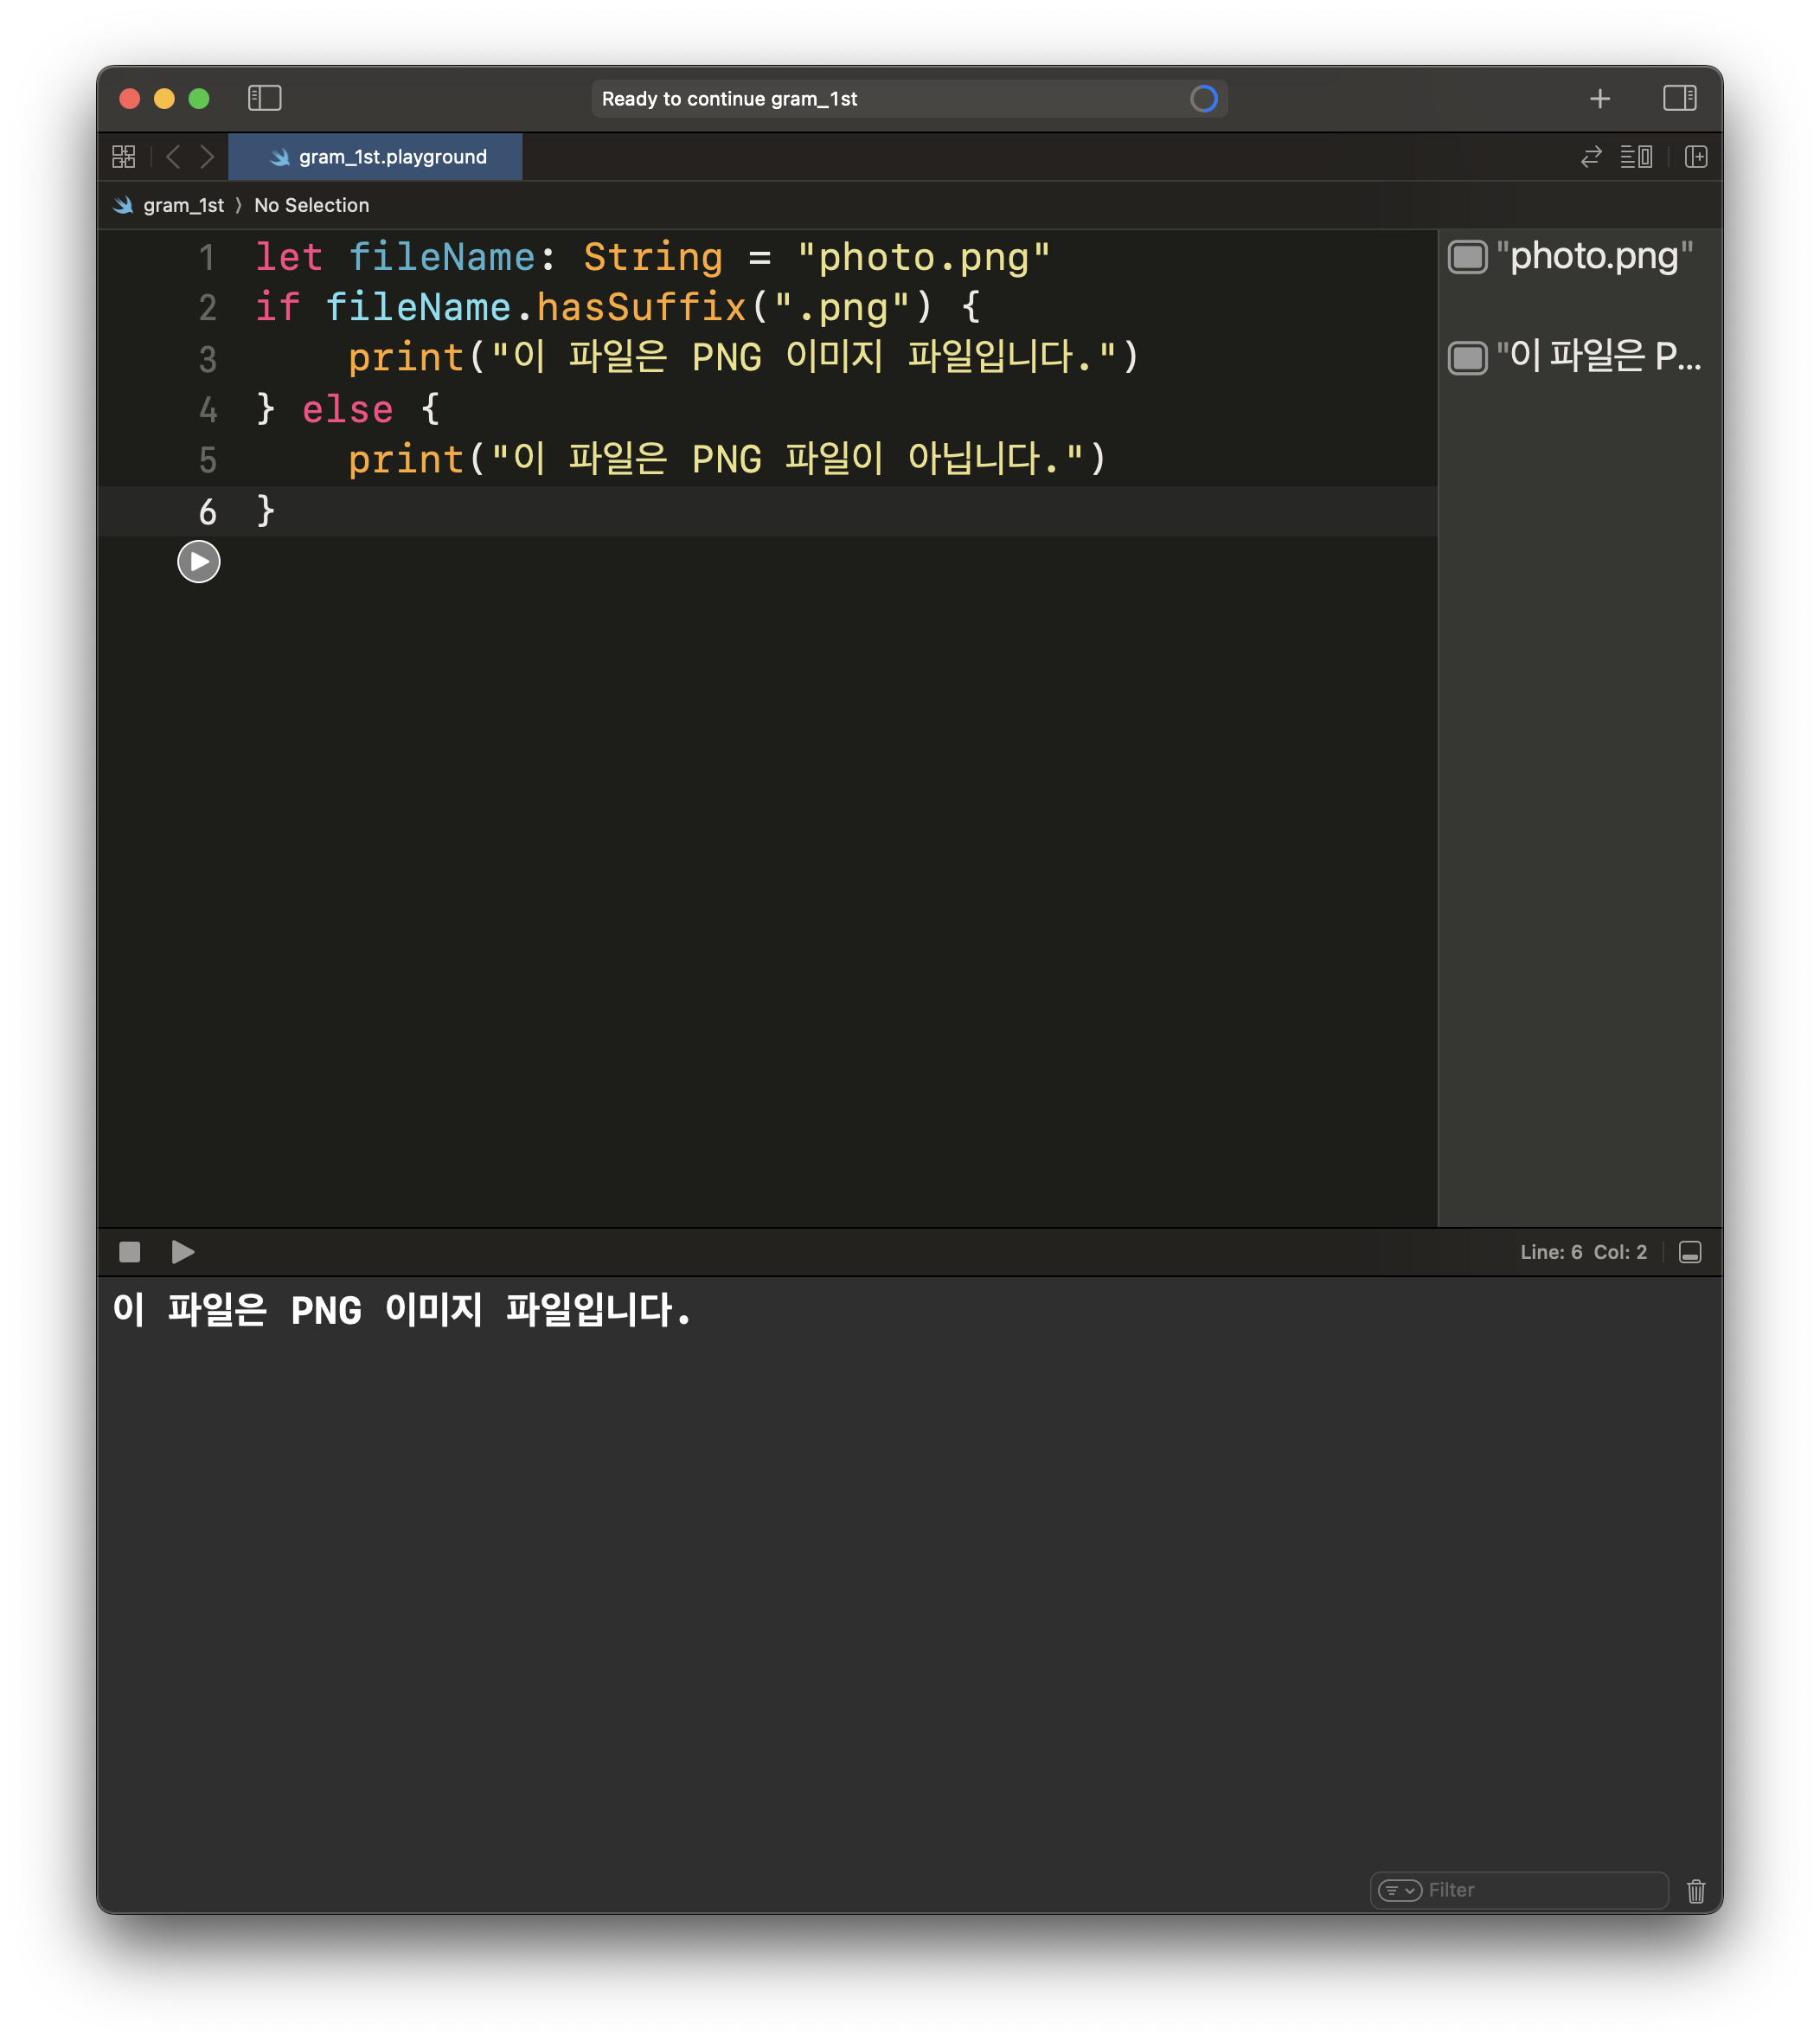 Ready to continue gram_1st
gram_1st.playground
gram_1st 〉 No Selection
1 let fileName: String = "photo.png"
2 if fileName.hasSuffix(".png") {
3     print("이 파일은 PNG 이미지 파일입니다.")
4 } else {
5     print("이 파일은 PNG 파일이 아닙니다.")
6 }
"photo.png"
"이 파일은 P...
Line: 6 Col: 2
이 파일은 PNG 이미지 파일입니다.
Filter